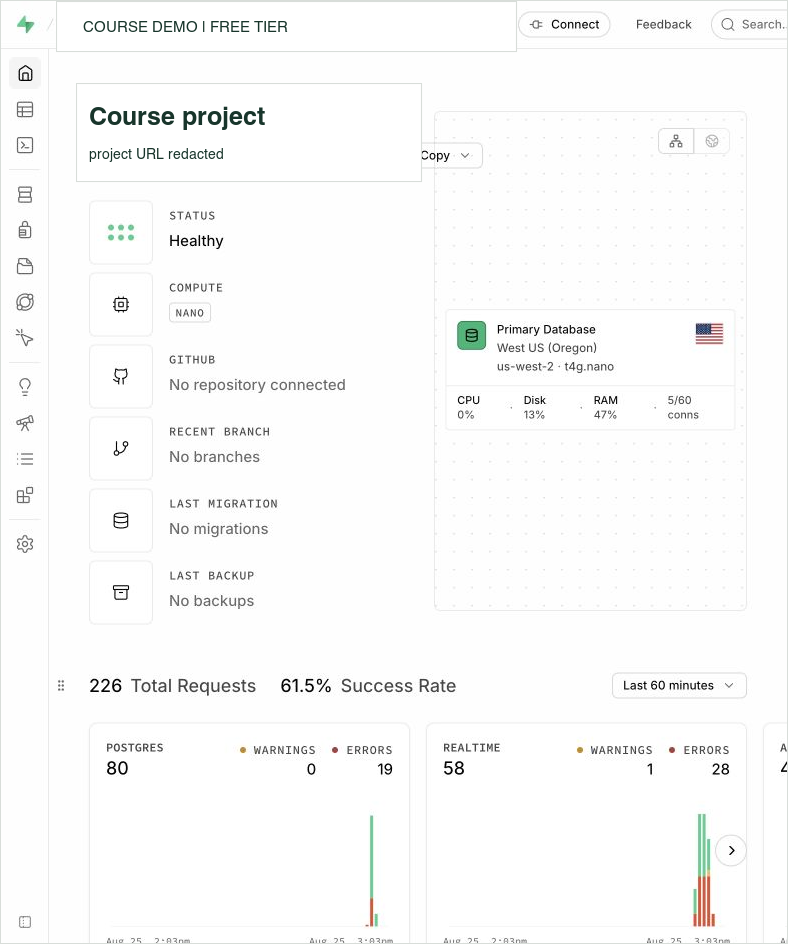 COURSE DEMO | FREE TIER
Connect
Feedback
Search...
Course project
project URL redacted
Copy
STATUS
Healthy
COMPUTE
NANO
GITHUB
No repository connected
RECENT BRANCH
No branches
LAST MIGRATION
No migrations
LAST BACKUP
No backups
Primary Database
West US (Oregon)
us-west-2 · t4g.nano
CPU · Disk · RAM · 5/60
0% 13% 47% conns
226 Total Requests 61.5% Success Rate
Last 60 minutes
POSTGRES WARNINGS ERRORS
80 0 19
Aug 25, 2:03pm Aug 25, 3:03pm
REALTIME WARNINGS ERRORS
58 1 28
Aug 25, 2:03pm Aug 25, 3:03pm